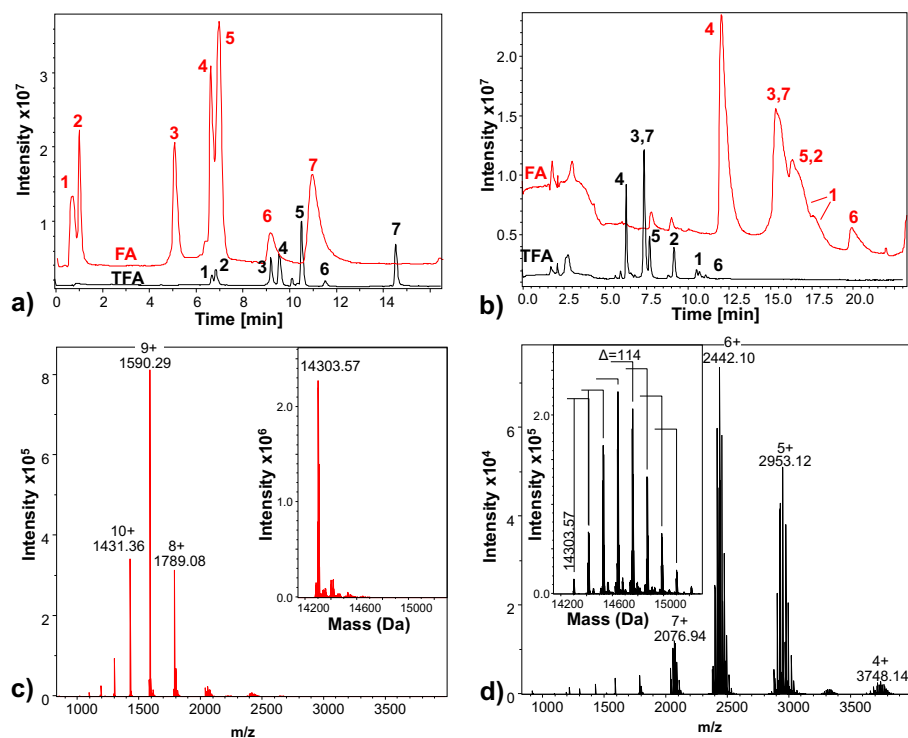 Intensity x10⁷
3
2
1
1
2
3
4
5
6
7
FA
TFA
1
2
3
4
5
6
7
0 2 4 6 8 10 12 14
Time [min]
a)
Intensity x10⁷
2.0
1.5
1.0
0.5
4
3,7
5,2
1
6
FA
TFA
4
3,7
5
2
1
6
0.0 2.5 5.0 7.5 10.0 12.5 15.0 17.5 20.0
Time [min]
b)
Intensity x10⁵
8
6
4
2
0
9+
1590.29
10+
1431.36
8+
1789.08
1000 1500 2000 2500 3000 3500
m/z
c)
Intensity x10⁶
2.0
1.0
0.0
14303.57
14200 14600 15000
Mass (Da)
Intensity x10⁴
6
4
2
0
6+
2442.10
5+
2953.12
7+
2076.94
4+
3748.14
1000 1500 2000 2500 3000 3500
m/z
d)
Intensity x10⁵
2.0
0.0
Δ=114
14303.57
14200 14600 15000
Mass (Da)